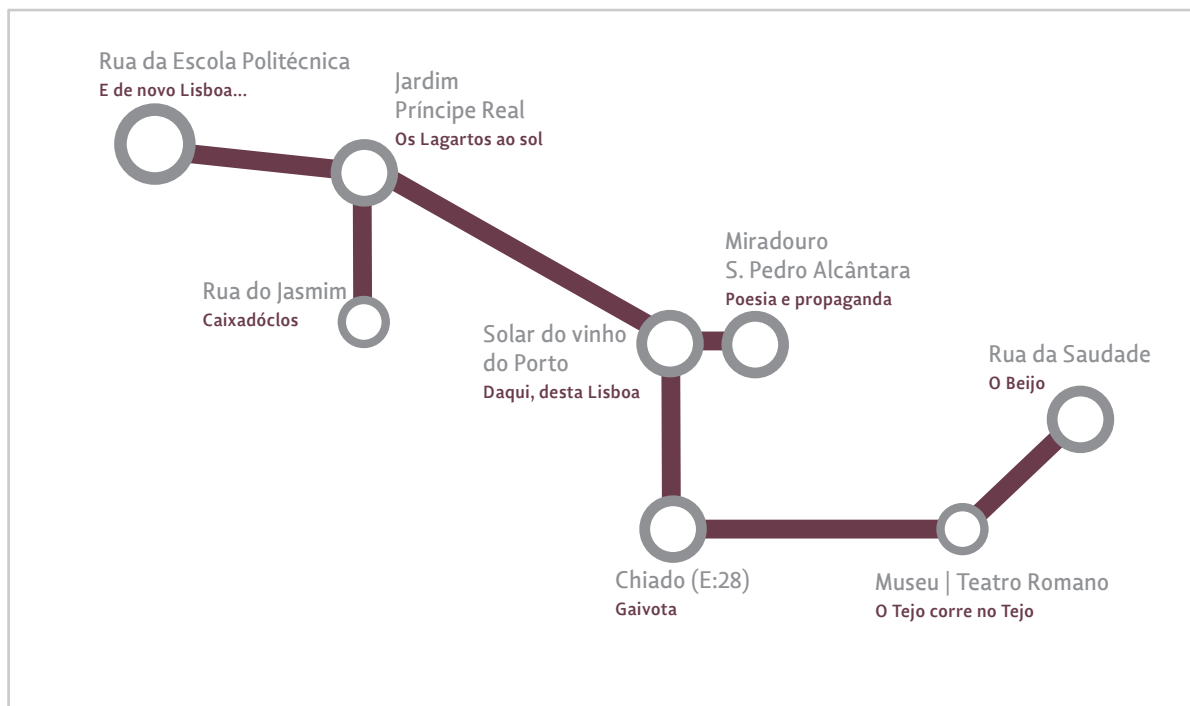 Rua da Escola Politécnica
E de novo Lisboa...
Jardim
Príncipe Real
Os Lagartos ao sol
Rua do Jasmim
Caixadóclos
Miradouro
S. Pedro Alcântara
Poesia e propaganda
Solar do vinho
do Porto
Daqui, desta Lisboa
Rua da Saudade
O Beijo
Chiado (E:28)
Gaivota
Museu | Teatro Romano
O Tejo corre no Tejo